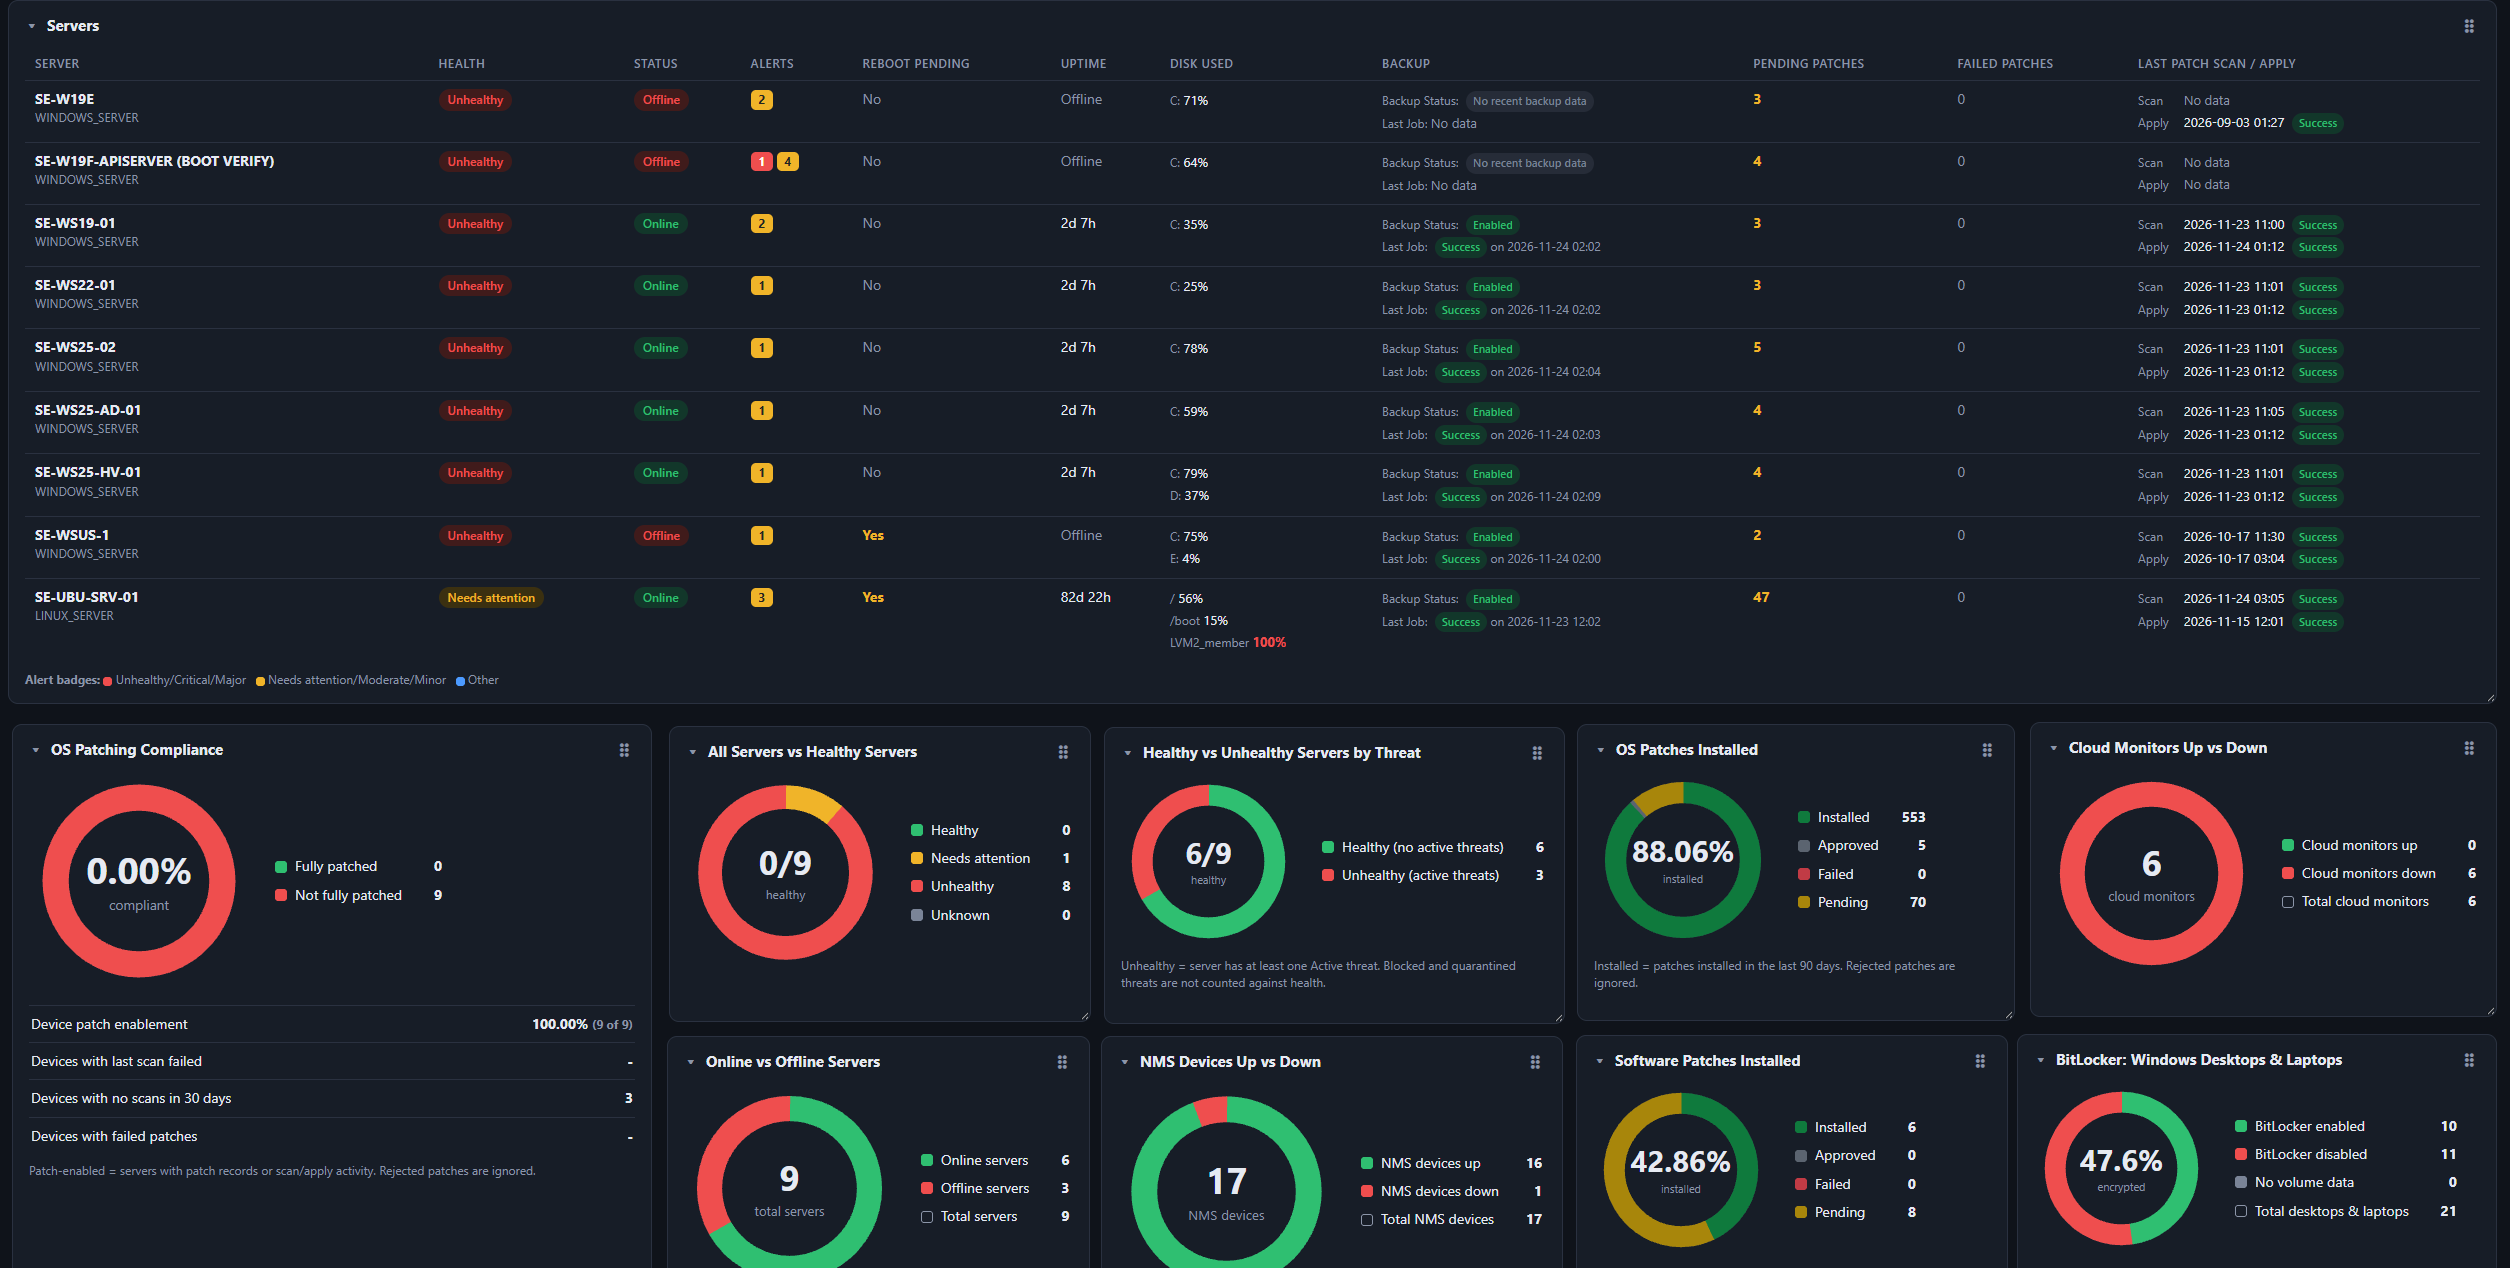 Servers
SERVER HEALTH STATUS ALERTS REBOOT PENDING UPTIME DISK USED BACKUP PENDING PATCHES FAILED PATCHES LAST PATCH SCAN / APPLY
SE-W19E Unhealthy Offline 2 No Offline C: 71% Backup Status: No recent backup data 3 0 Scan No data
WINDOWS_SERVER Last Job: No data Apply 2026-09-03 01:27 Success
SE-W19F-APISERVER (BOOT VERIFY) Unhealthy Offline 1 4 No Offline C: 64% Backup Status: No recent backup data 4 0 Scan No data
WINDOWS_SERVER Last Job: No data Apply No data
SE-WS19-01 Unhealthy Online 2 No 2d 7h C: 35% Backup Status: Enabled 3 0 Scan 2026-11-23 11:00 Success
WINDOWS_SERVER Last Job: Success on 2026-11-24 02:02 Apply 2026-11-24 01:12 Success
SE-WS22-01 Unhealthy Online 1 No 2d 7h C: 25% Backup Status: Enabled 3 0 Scan 2026-11-23 11:01 Success
WINDOWS_SERVER Last Job: Success on 2026-11-24 02:02 Apply 2026-11-23 01:12 Success
SE-WS25-02 Unhealthy Online 1 No 2d 7h C: 78% Backup Status: Enabled 5 0 Scan 2026-11-23 11:01 Success
WINDOWS_SERVER Last Job: Success on 2026-11-24 02:04 Apply 2026-11-23 01:12 Success
SE-WS25-AD-01 Unhealthy Online 1 No 2d 7h C: 59% Backup Status: Enabled 4 0 Scan 2026-11-23 11:05 Success
WINDOWS_SERVER Last Job: Success on 2026-11-24 02:03 Apply 2026-11-23 01:12 Success
SE-WS25-HV-01 Unhealthy Online 1 No 2d 7h C: 79% Backup Status: Enabled 4 0 Scan 2026-11-23 11:01 Success
WINDOWS_SERVER D: 37% Last Job: Success on 2026-11-24 02:09 Apply 2026-11-23 01:12 Success
SE-WSUS-1 Unhealthy Offline 1 Yes Offline C: 75% Backup Status: Enabled 2 Scan 2026-10-17 11:30 Success
WINDOWS_SERVER E: 4% Last Job: Success on 2026-11-24 02:00 Apply 2026-10-17 03:04 Success
SE-UBU-SRV-01 Needs attention Online 3 Yes 82d 22h / 56% Backup Status: Enabled 47 0 Scan 2026-11-24 03:05 Success
LINUX_SERVER /boot 15% Last Job: Success on 2026-11-23 12:02 Apply 2026-11-15 12:01 Success
LVM2_member 100%
Alert badges: Unhealthy/Critical/Major Needs attention/Moderate/Minor Other
OS Patching Compliance
0.00%
compliant
Fully patched 0
Not fully patched 9
Device patch enablement 100.00% (9 of 9)
Devices with last scan failed -
Devices with no scans in 30 days 3
Devices with failed patches -
Patch-enabled = servers with patch records or scan/apply activity. Rejected patches are ignored.
All Servers vs Healthy Servers
0/9
healthy
Healthy 0
Needs attention 1
Unhealthy 8
Unknown 0
Healthy vs Unhealthy Servers by Threat
6/9
healthy
Healthy (no active threats) 6
Unhealthy (active threats) 3
Unhealthy = server has at least one Active threat. Blocked and quarantined
threats are not counted against health.
OS Patches Installed
88.06%
installed
Installed 553
Approved 5
Failed 0
Pending 70
Installed = patches installed in the last 90 days. Rejected patches are
ignored.
Cloud Monitors Up vs Down
6
cloud monitors
Cloud monitors up 0
Cloud monitors down 6
Total cloud monitors 6
Online vs Offline Servers
9
total servers
Online servers 6
Offline servers 3
Total servers 9
NMS Devices Up vs Down
17
NMS devices
NMS devices up 16
NMS devices down 1
Total NMS devices 17
Software Patches Installed
42.86%
installed
Installed 6
Approved 0
Failed 0
Pending 8
BitLocker: Windows Desktops & Laptops
47.6%
encrypted
BitLocker enabled 10
BitLocker disabled 11
No volume data 0
Total desktops & laptops 21